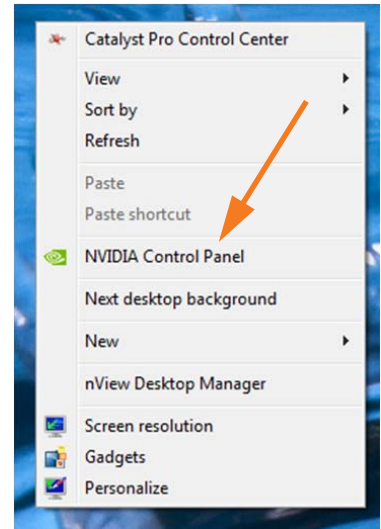 Catalyst Pro Control Center
View
Sort by
Refresh
Paste
Paste shortcut
NVIDIA Control Panel
Next desktop background
New
nView Desktop Manager
Screen resolution
Gadgets
Personalize